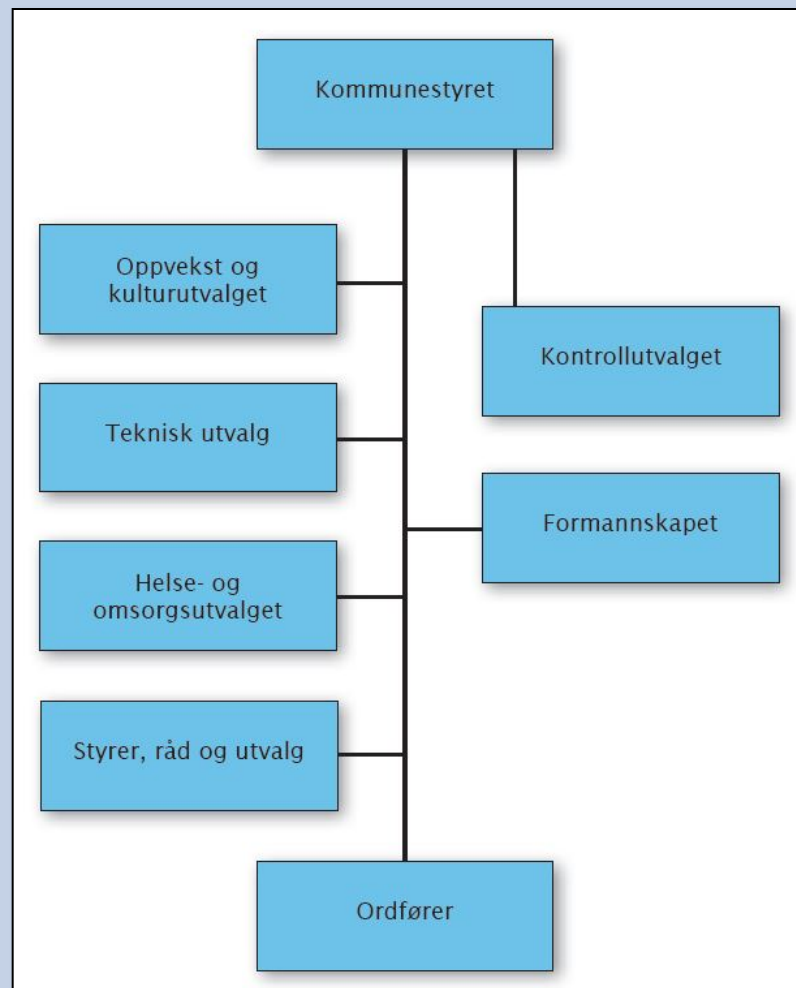 Kommunestyret
Oppvekst og
kulturutvalget
Kontrollutvalget
Teknisk utvalg
Formannskapet
Helse- og
omsorgsutvalget
Styrer, råd og utvalg
Ordfører